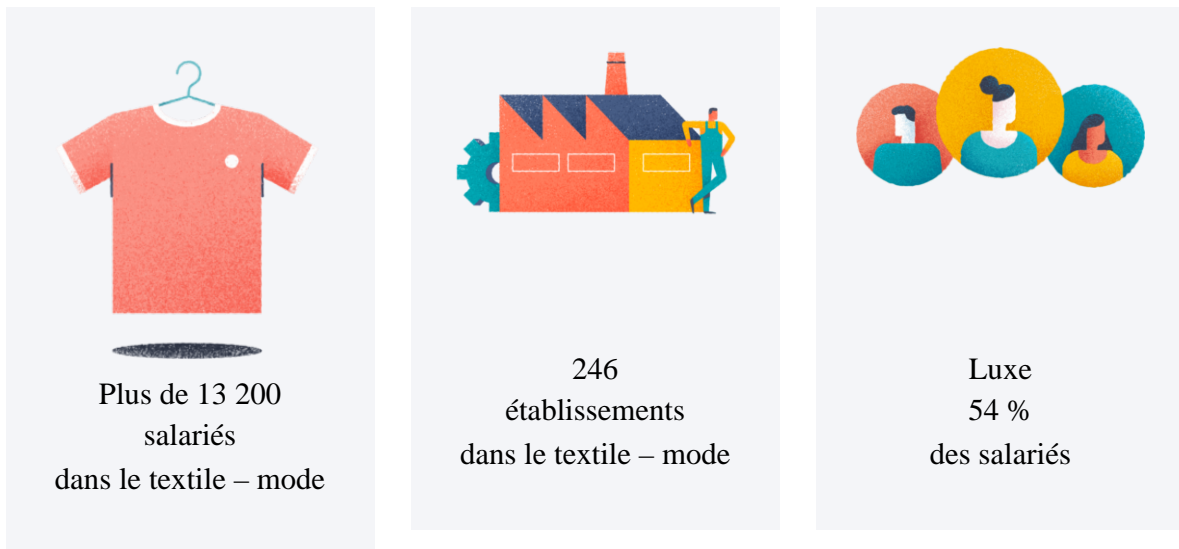 Plus de 13 200
salariés
dans le textile – mode
246
établissements
dans le textile – mode
Luxe
54 %
des salariés